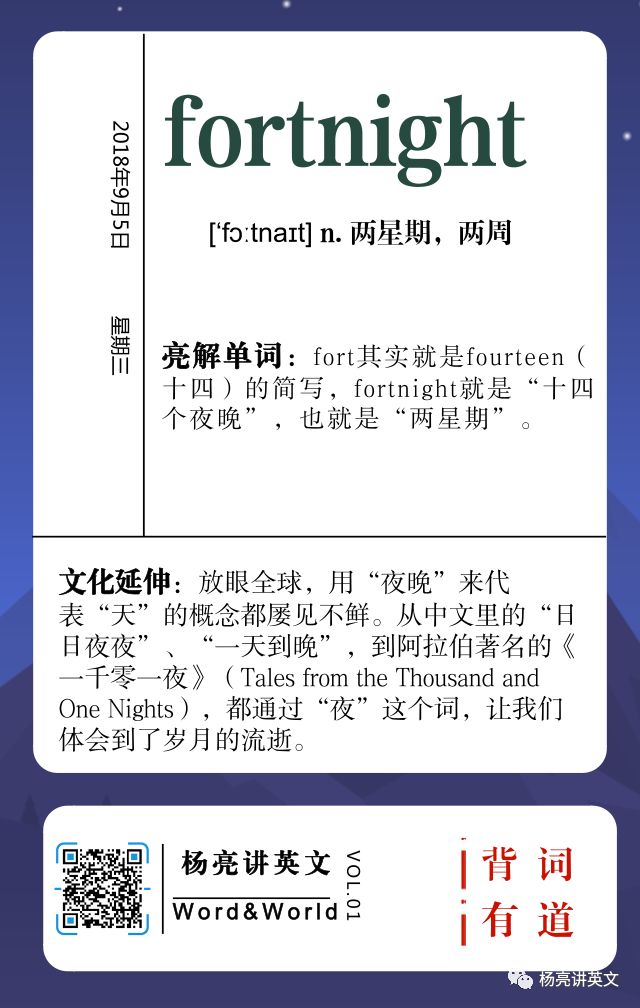 fortnight
2018年9月5日 星期三
[‘fɔːtnaɪt] n. 两星期，两周
亮解单词：fort其实就是fourteen（
十四）的简写，fortnight就是“十四
个夜晚”，也就是“两星期”。
文化延伸：放眼全球，用“夜晚”来代
表“天”的概念都屡见不鲜。从中文里的“日
日夜夜”、“一天到晚”，到阿拉伯著名的《
一千零一夜》（Tales from the Thousand and
One Nights），都通过“夜”这个词，让我们
体会到了岁月的流逝。
杨亮讲英文
Word&World
VOL.01
背词
有道
杨亮讲英文